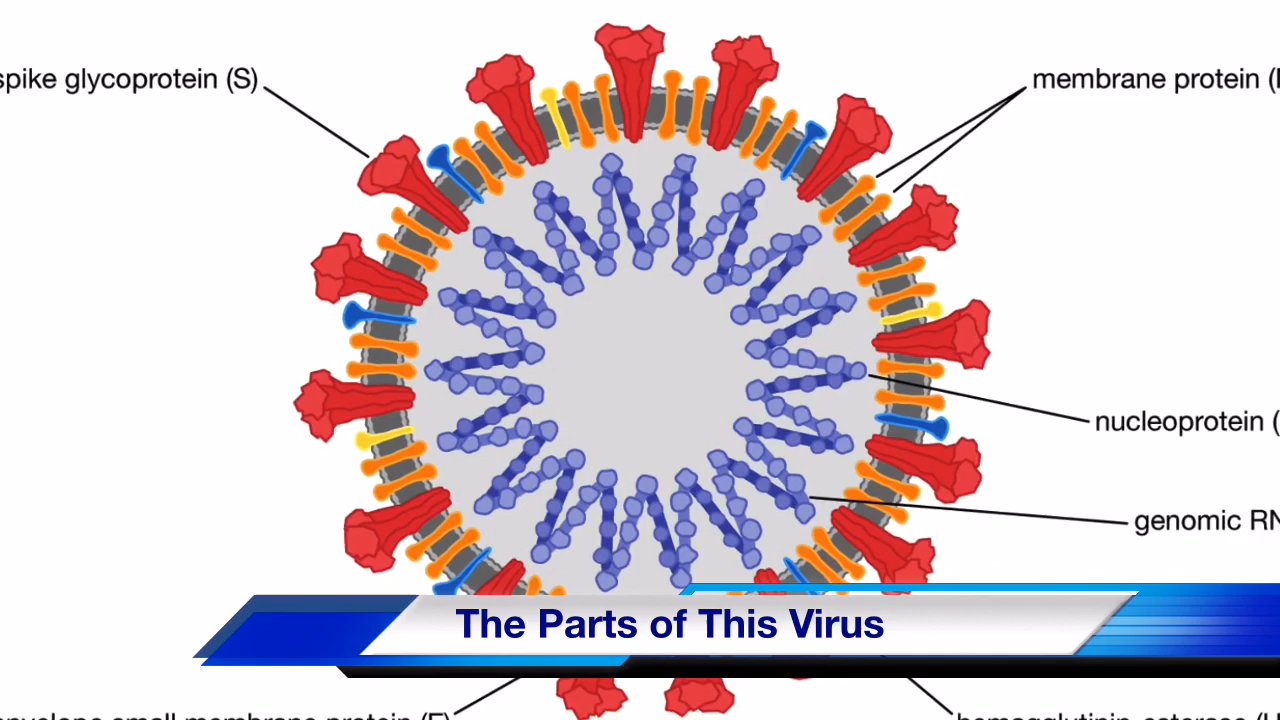 spike glycoprotein (S)
membrane protein (
nucleoprotein (
genomic RN
The Parts of This Virus
envelope small membrane protein (E)
hemagglutinin-esterase (H